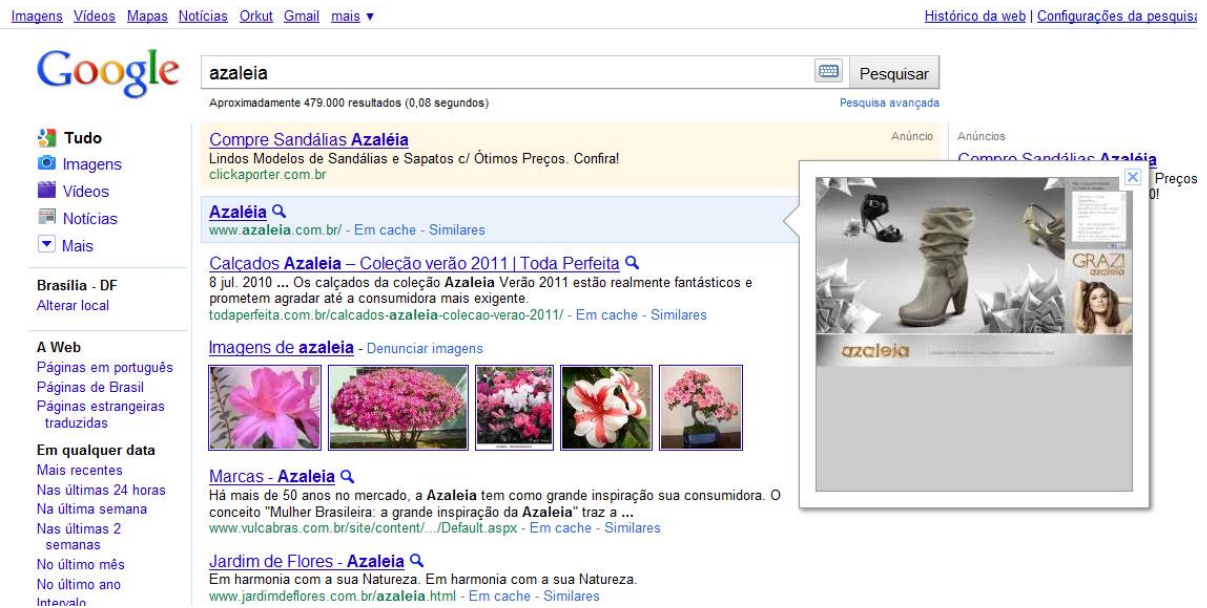 Imagens Vídeos Mapas Notícias Orkut Gmail mais ▼
Histórico da web | Configurações da pesquisa
Google
azaleia
Pesquisar
Aproximadamente 479.000 resultados (0,08 segundos)
Pesquisa avançada
Tudo
Imagens
Vídeos
Notícias
Mais
Brasília - DF
Alterar local
A Web
Páginas em português
Páginas de Brasil
Páginas estrangeiras
traduzidas
Em qualquer data
Mais recentes
Nas últimas 24 horas
Na última semana
Nas últimas 2
semanas
No último mês
No último ano
Intervalo
Compre Sandálias Azaléia
Anúncio
Lindos Modelos de Sandálias e Sapatos c/ Ótimos Preços. Confira!
clickaporter.com.br
Azaléia
www.azaleia.com.br/ - Em cache - Similares
Calçados Azaleia – Coleção verão 2011 | Toda Perfeita
8 jul. 2010 ... Os calçados da coleção Azaleia Verão 2011 estão realmente fantásticos e
prometem agradar até a consumidora mais exigente.
todaperfeita.com.br/calcados-azaleia-colecao-verao-2011/ - Em cache - Similares
Imagens de azaleia - Denunciar imagens
Marcas - Azaleia
Há mais de 50 anos no mercado, a Azaleia tem como grande inspiração sua consumidora. O
conceito "Mulher Brasileira: a grande inspiração da Azaleia" traz a ...
www.vulcabras.com.br/site/content/.../Default.aspx - Em cache - Similares
Jardim de Flores - Azaleia
Em harmonia com a sua Natureza. Em harmonia com a sua Natureza.
www.jardimdeflores.com.br/azaleia.html - Em cache - Similares
Anúncios
Compre Sandálias Azaléia
Preços
0!
GRAZI
azaleia
azaleia